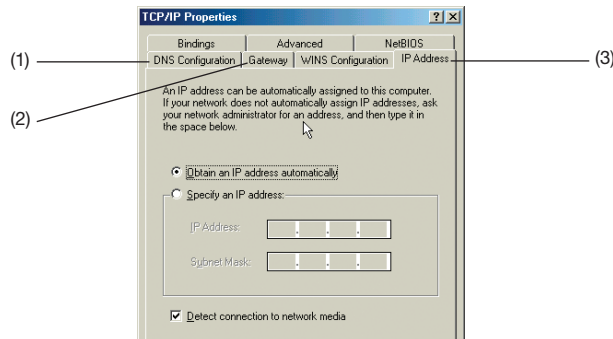 TCP/IP Properties
? X
Bindings Advanced NetBIOS
(1) DNS Configuration Gateway WINS Configuration IP Address (3)
(2)
An IP address can be automatically assigned to this computer.
If your network does not automatically assign IP addresses, ask
your network administrator for an address, and then type it in
the space below.
Obtain an IP address automatically
Specify an IP address:
IP Address:
. . .
Subnet Mask:
. . .
Detect connection to network media